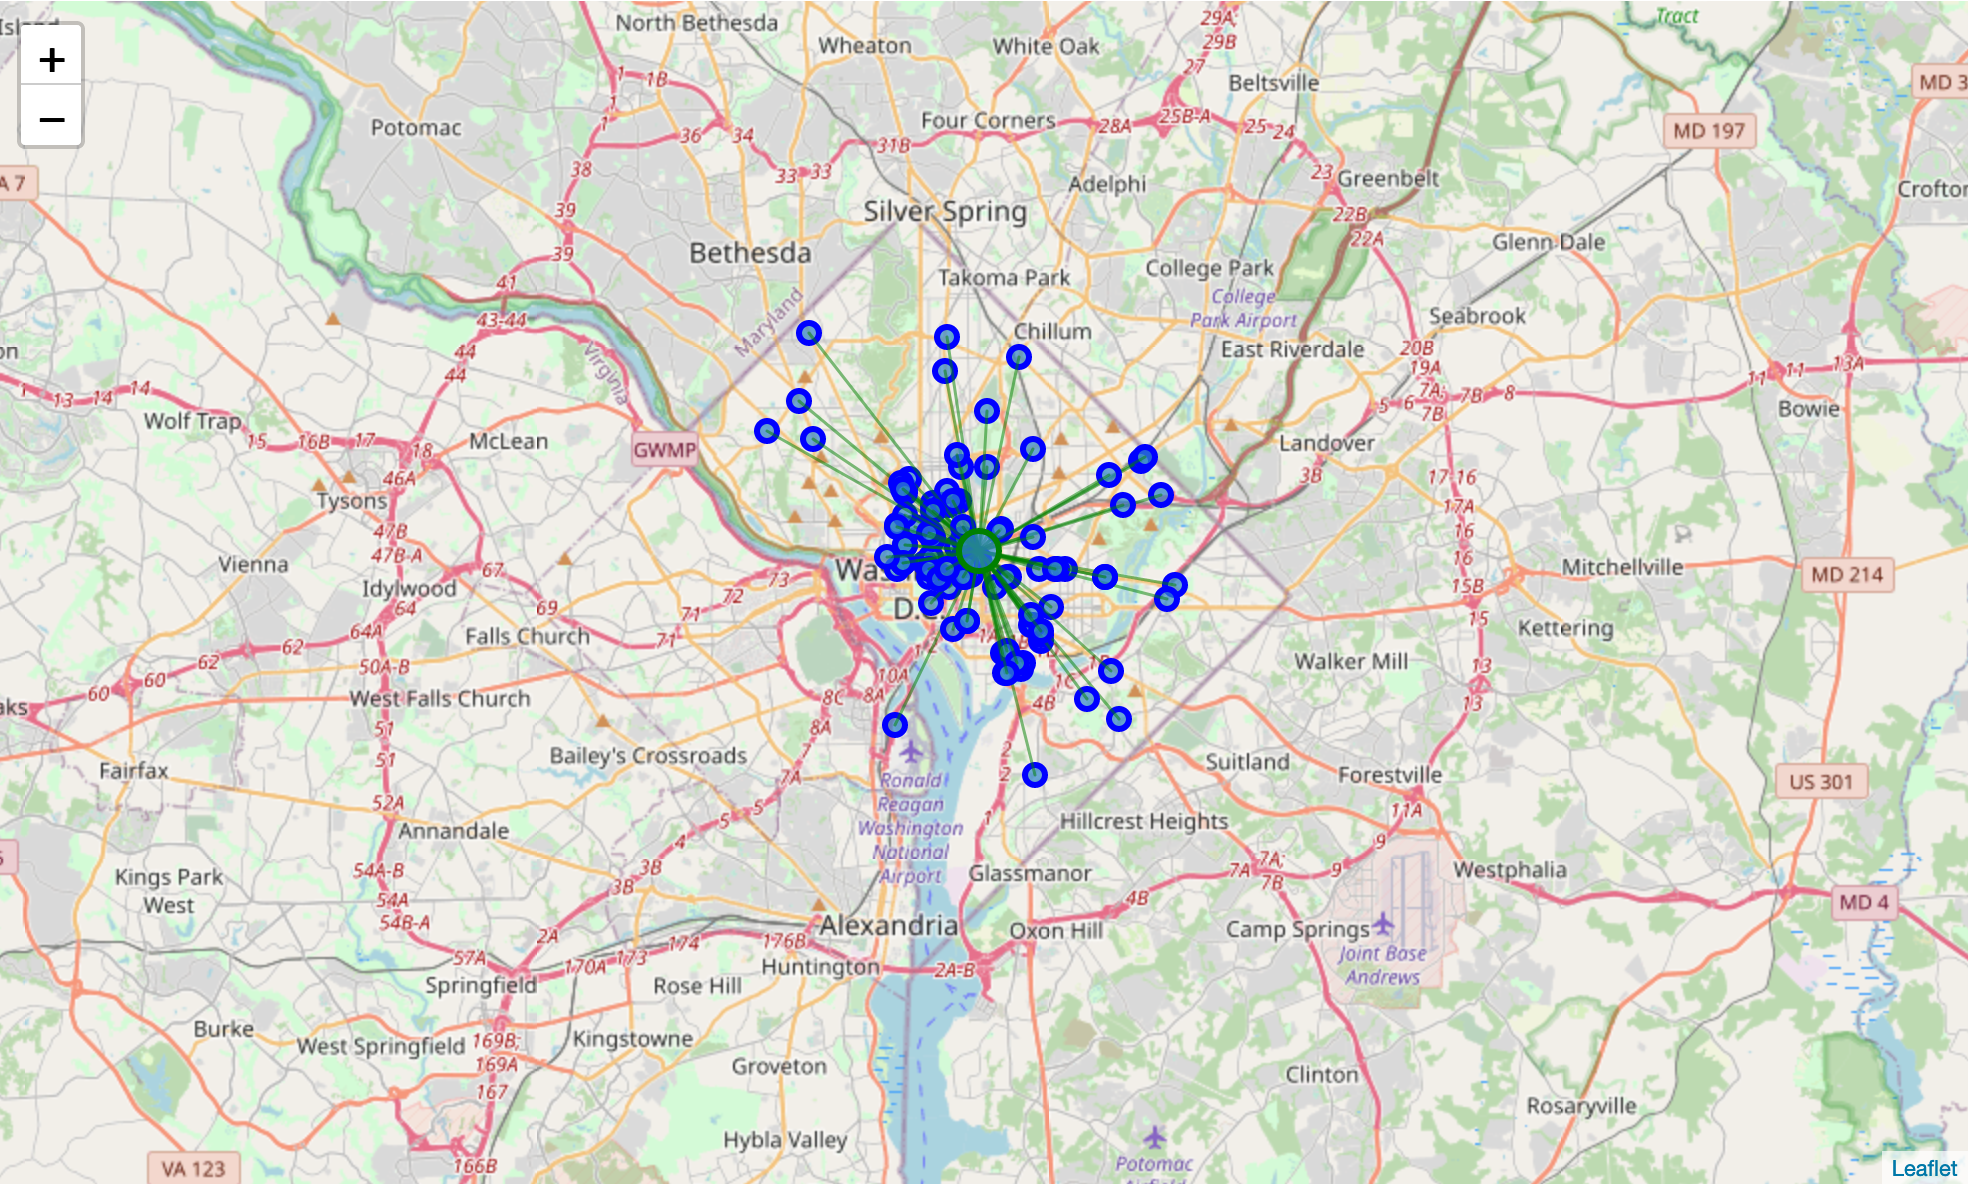 North Bethesda
Wheaton
White Oak
29A,
29B
27
Tract
Beltsville
MD 3
+
−
1
1B
1
1
Potomac
36
34
31B
Four Corners
28A
25B-A
25
24
MD 197
33
33
38
23
Greenbelt
A 7
Adelphi
Crofton
39
Silver Spring
22B
22A
39
Bethesda
Glenn Dale
41
Takoma Park
College Park
College
Park Airport
43-44
Maryland
Virginia
Chillum
Seabrook
44
44
East Riverdale
20B
19A
7A;
7B
13A
11
11
1
13
14
14
5
6
7B
8
Bowie
Wolf Trap
15
16B
17
18
McLean
GWMP
Landover
3B
46A
17-16
17A
Tysons
47B
47B-A
16
16
Vienna
67
73
Mitchellville
MD 214
Idylwood
64
69
72
71
71
15B
15
D.C.
Kettering
Falls Church
64A
62
62
50A-B
60
60
1A
2
10A
8A
8C
8A
1C
4B
Walker Mill
13
13
West Falls Church
51
51
Bailey's Crossroads
7A
Suitland
Forestville
US 301
Fairfax
Ronald
Reagan
Washington
National
Airport
2
2
1
52A
Annandale
5
5
4
Hillcrest Heights
11A
9
9
3B
3B
54A-B
54A
54B-A
Kings Park
West
Glassmanor
7A
7A;
7B
Westphalia
4B
MD 4
2A
Alexandria
Oxon Hill
Camp Springs
Joint Base
Andrews
57A
170A
173
174
176B
Huntington
2A-B
Springfield
Rose Hill
Burke
West Springfield
169B;
169A
167
Kingstowne
Groveton
Clinton
Rosaryville
Hybla Valley
VA 123
166B
Potomac
Airfield
Leaflet